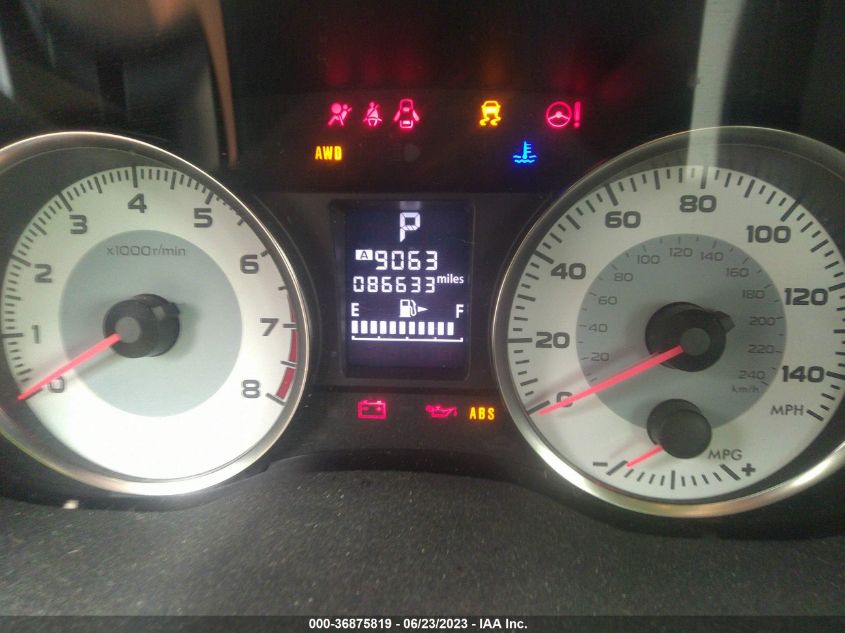 AWD
4
3 5
x1000r/min
2 6
1 7
0 8
P
A 9063
086633 miles
E F
ABS
80
60 100
100 120 140
80 160
40 120
60 180
40 200
20 140
20 220
240
km/h
0 MPH
MPG
- +
000-36875819 - 06/23/2023 - IAA Inc.